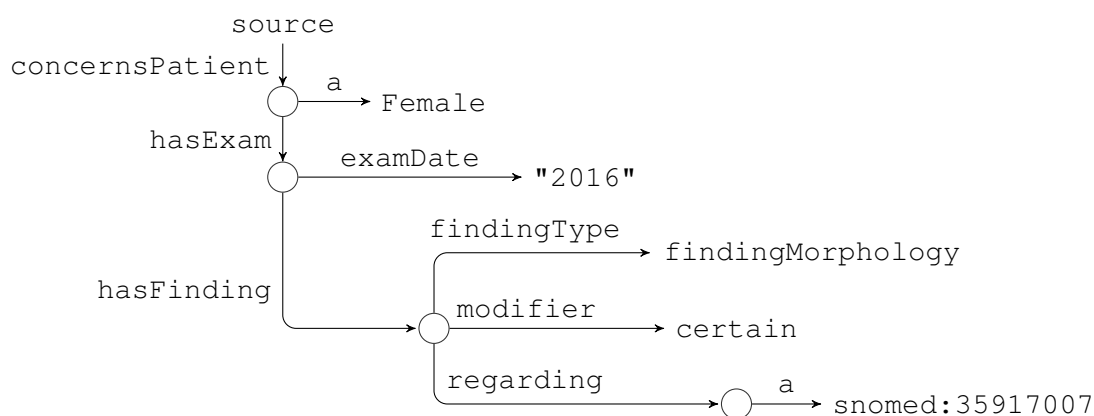 source
concernsPatient
a
Female
hasExam
examDate
"2016"
findingType
findingMorphology
hasFinding
modifier
certain
regarding
a
snomed:35917007